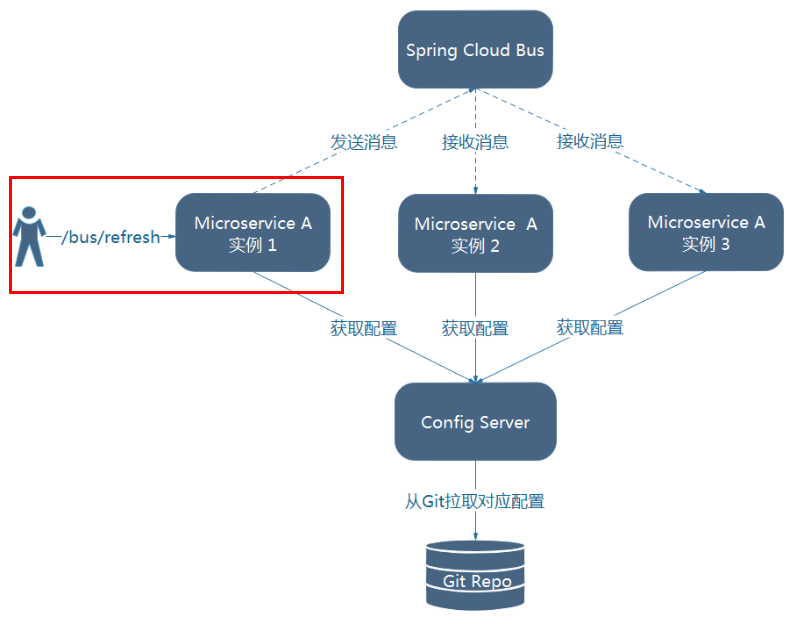 Spring Cloud Bus
发送消息
接收消息
接收消息
/bus/refresh
Microservice A
实例 1
Microservice A
实例 2
Microservice A
实例 3
获取配置
获取配置
获取配置
Config Server
从Git拉取对应配置
Git Repo